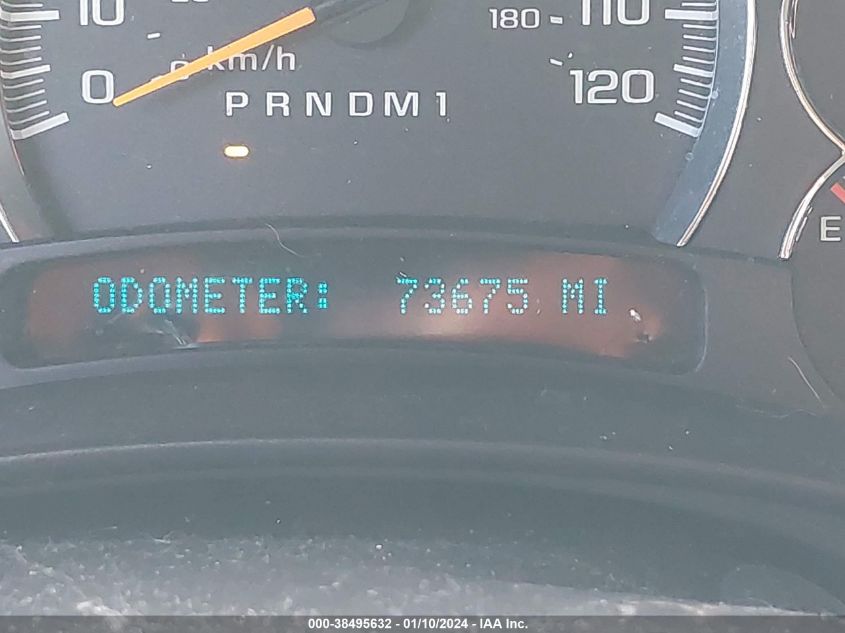 10 180 110
0 km/h 120
PRNDM1
E
ODOMETER: 73675 MI
000-38495632 - 01/10/2024 - IAA Inc.